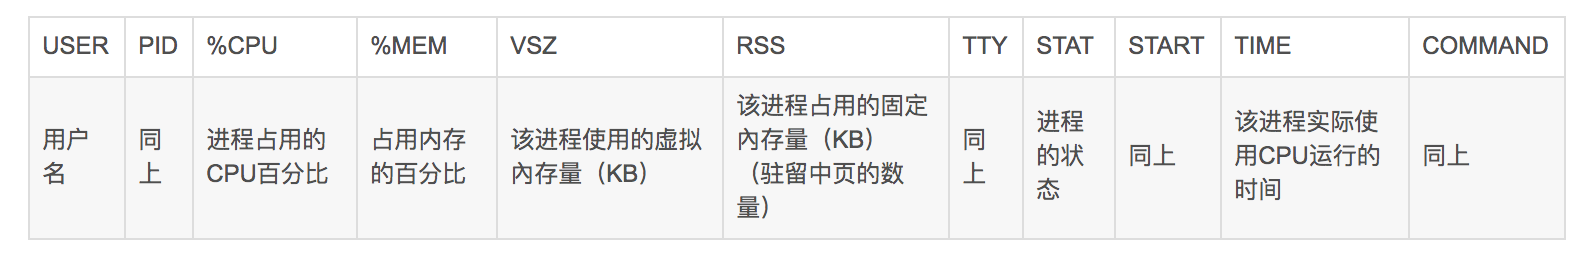 USER PID %CPU %MEM VSZ RSS TTY STAT START TIME COMMAND
用户
名
同
上
进程占用的
CPU百分比
占用内存
的百分比
该进程使用的虚拟
內存量（KB）
该进程占用的固定
內存量（KB）
（驻留中页的数
量）
同
上
进程
的状
态
同上
该进程实际使
用CPU运行的
时间
同上